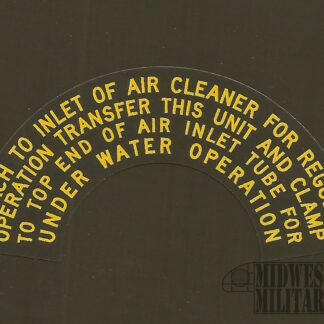 TO INLET OF AIR CLEANER FOR
OPERATION TRANSFER THIS UNIT AND CLAMP
TO TOP END OF AIR INLET TUBE FOR
UNDER WATER OPERATION